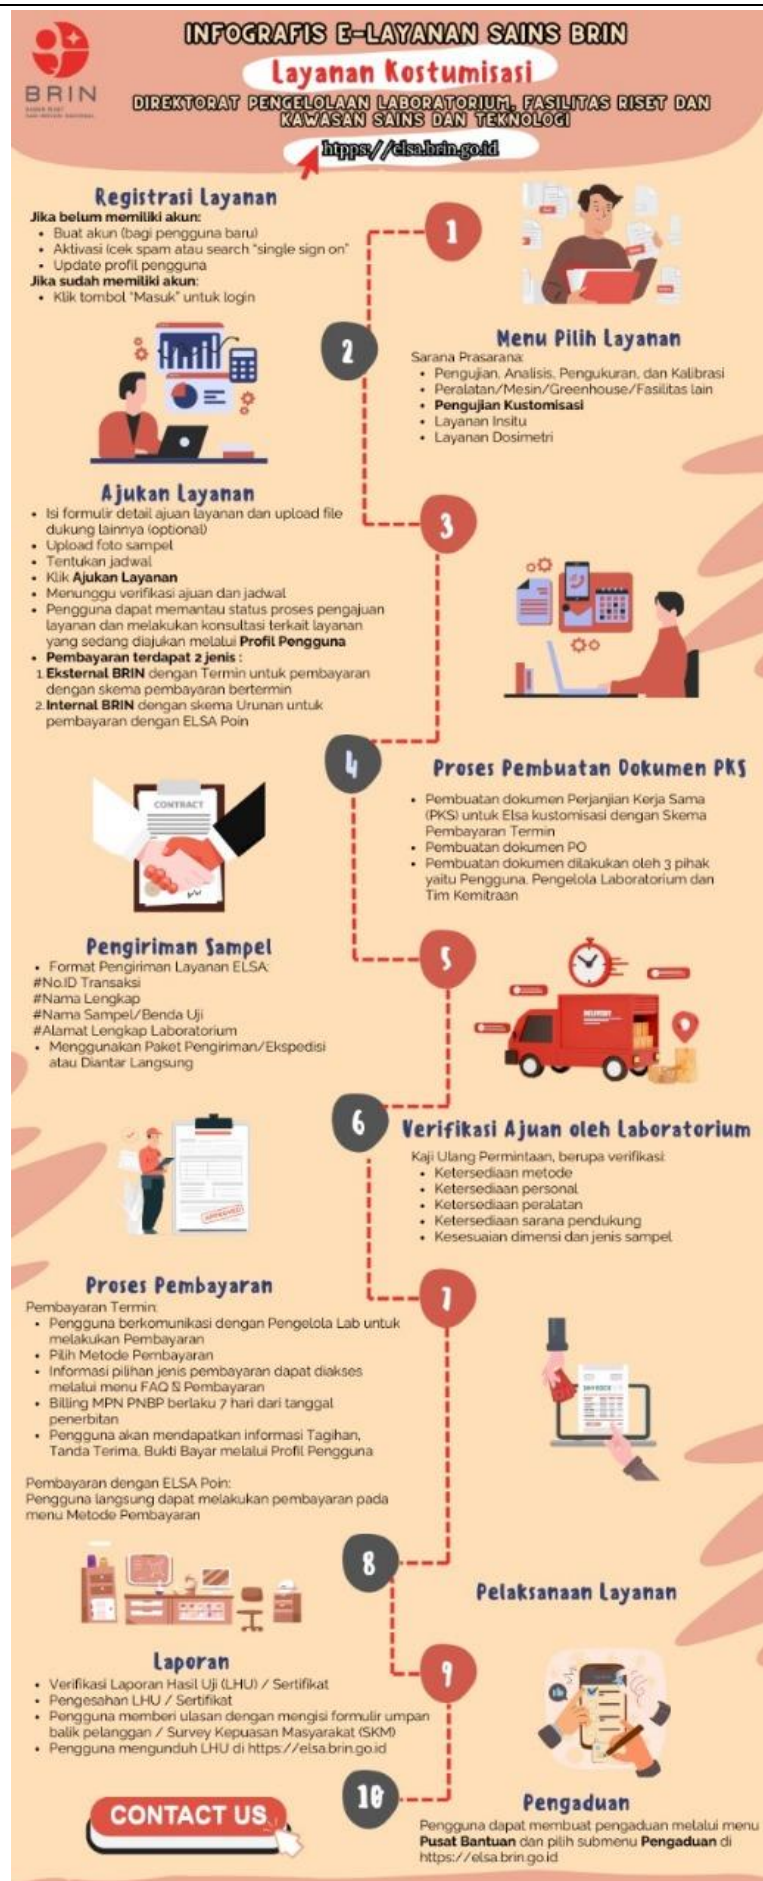 INFOGRAFIS E-LAYANAN SAINS BRIN
Layanan Kostumisasi
BRIN
BADAN RISET
DAN INOVASI NASIONAL
DIREKTORAT PENGELOLAAN LABORATORIUM, FASILITAS RISET DAN
KAWASAN SAINS DAN TEKNOLOGI
htpps://elsa.brin.go.id
Registrasi Layanan
Jika belum memiliki akun:
• Buat akun (bagi pengguna baru)
• Aktivasi (cek spam atau search "single sign on"
• Update profil pengguna
Jika sudah memiliki akun:
• Klik tombol "Masuk" untuk login
1
2
Menu Pilih Layanan
Sarana Prasarana:
• Pengujian, Analisis, Pengukuran, dan Kalibrasi
• Peralatan/Mesin/Greenhouse/Fasilitas lain
• Pengujian Kustomisasi
• Layanan Insitu
• Layanan Dosimetri
Ajukan Layanan
• Isi formulir detail ajuan layanan dan upload file
dukung lainnya (optional)
• Upload foto sampel
• Tentukan jadwal
• Klik Ajukan Layanan
• Menunggu verifikasi ajuan dan jadwal
• Pengguna dapat memantau status proses pengajuan
layanan dan melakukan konsultasi terkait layanan
yang sedang diajukan melalui Profil Pengguna
• Pembayaran terdapat 2 jenis :
1. Eksternal BRIN dengan Termin untuk pembayaran
dengan skema pembayaran bertermin
2. Internal BRIN dengan skema Urunan untuk
pembayaran dengan ELSA Poin
3
4
Proses Pembuatan Dokumen PKS
• Pembuatan dokumen Perjanjian Kerja Sama
(PKS) untuk Elsa kustomisasi dengan Skema
Pembayaran Termin
• Pembuatan dokumen PO
• Pembuatan dokumen dilakukan oleh 3 pihak
yaitu Pengguna, Pengelola Laboratorium dan
Tim Kemitraan
CONTRACT
Pengiriman Sampel
• Format Pengiriman Layanan ELSA:
#No.ID Transaksi
#Nama Lengkap
#Nama Sampel/Benda Uji
#Alamat Lengkap Laboratorium
• Menggunakan Paket Pengiriman/Ekspedisi
atau Diantar Langsung
5
DELIVERY
6
Verifikasi Ajuan oleh Laboratorium
Kaji Ulang Permintaan, berupa verifikasi:
• Ketersediaan metode
• Ketersediaan personal
• Ketersediaan peralatan
• Ketersediaan sarana pendukung
• Kesesuaian dimensi dan jenis sampel
APPROVED
Proses Pembayaran
Pembayaran Termin:
• Pengguna berkomunikasi dengan Pengelola Lab untuk
melakukan Pembayaran
• Pilih Metode Pembayaran
• Informasi pilihan jenis pembayaran dapat diakses
melalui menu FAQ Pembayaran
• Billing MPN PNBP berlaku 7 hari dari tanggal
penerbitan
• Pengguna akan mendapatkan informasi Tagihan,
Tanda Terima, Bukti Bayar melalui Profil Pengguna
Pembayaran dengan ELSA Poin:
Pengguna langsung dapat melakukan pembayaran pada
menu Metode Pembayaran
7
INVOICE
8
Pelaksanaan Layanan
Laporan
• Verifikasi Laporan Hasil Uji (LHU) / Sertifikat
• Pengesahan LHU / Sertifikat
• Pengguna memberi ulasan dengan mengisi formulir umpan
balik pelanggan / Survey Kepuasan Masyarakat (SKM)
• Pengguna mengunduh LHU di https://elsa.brin.go.id
9
10
CONTACT US
Pengaduan
Pengguna dapat membuat pengaduan melalui menu
Pusat Bantuan dan pilih submenu Pengaduan di
https://elsa.brin.go.id